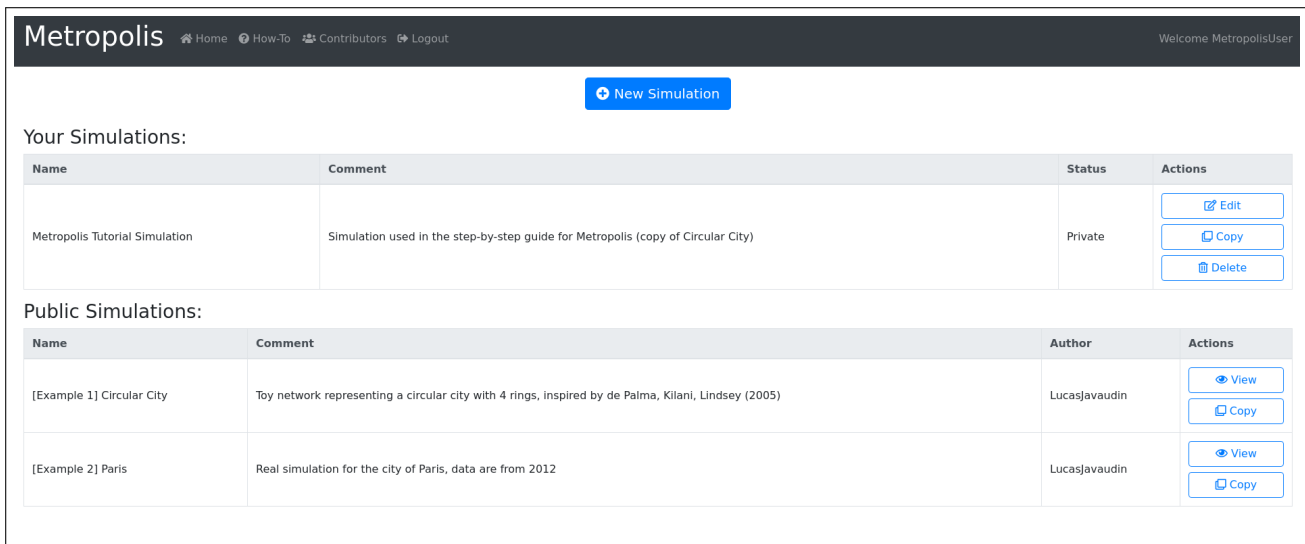 Metropolis Home How-To Contributors Logout Welcome MetropolisUser
New Simulation
Your Simulations:
Name Comment Status Actions
Metropolis Tutorial Simulation Simulation used in the step-by-step guide for Metropolis (copy of Circular City) Private Edit
Copy
Delete
Public Simulations:
Name Comment Author Actions
[Example 1] Circular City Toy network representing a circular city with 4 rings, inspired by de Palma, Kilani, Lindsey (2005) LucasJavaudin View
Copy
[Example 2] Paris Real simulation for the city of Paris, data are from 2012 LucasJavaudin View
Copy